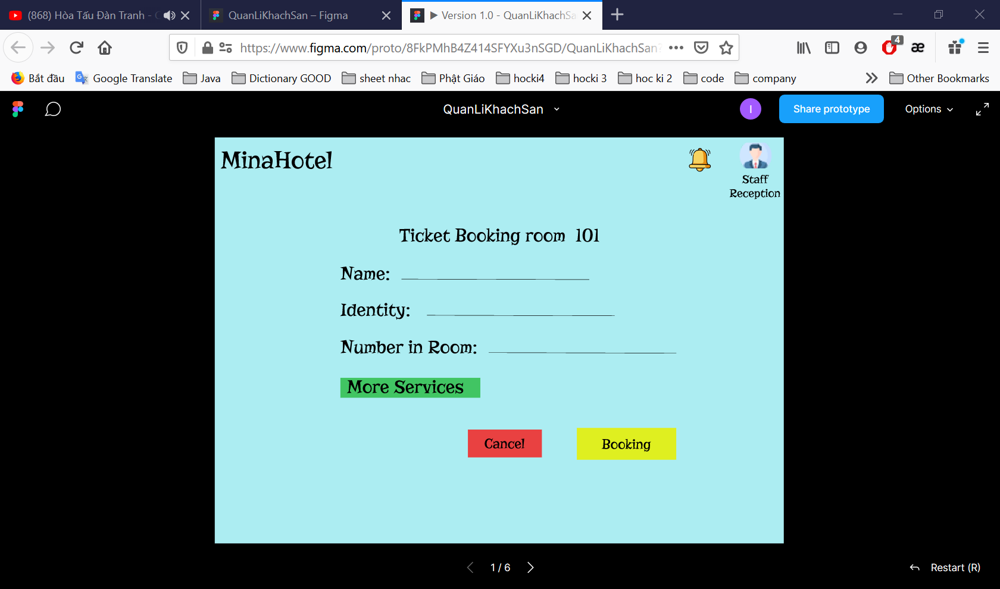 (868) Hòa Tấu Đàn Tranh -
QuanLiKhachSan – Figma
Version 1.0 - QuanLiKhachSa
https://www.figma.com/proto/8FkPMhB4Z414SFYXu3nSGD/QuanLiKhachSan?
4
æ
Bắt đầu
Google Translate
Java
Dictionary GOOD
sheet nhac
Phật Giáo
hocki4
hocki 3
hoc ki 2
code
company
Other Bookmarks
QuanLiKhachSan
I
Share prototype
Options
MinaHotel
Staff
Reception
Ticket Booking room 101
Name:
Identity:
Number in Room:
More Services
Cancel
Booking
1 / 6
Restart (R)